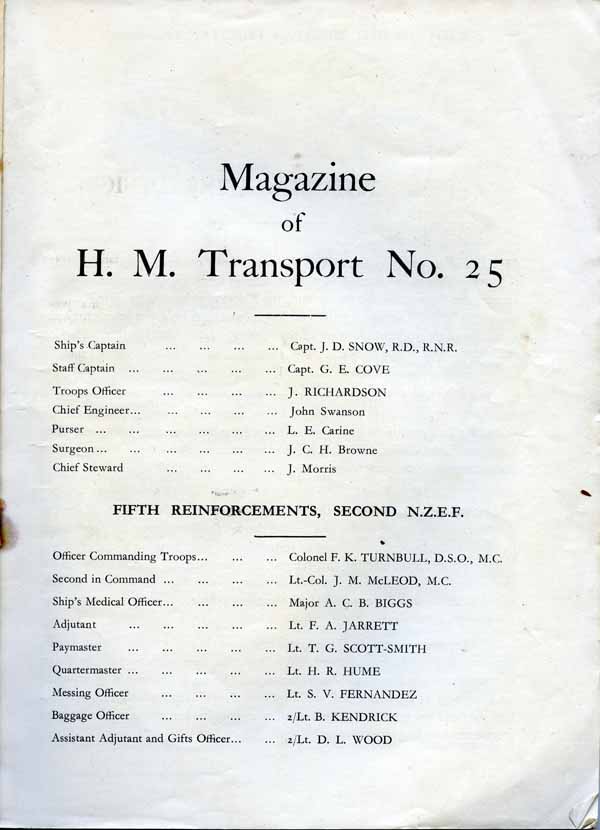 Magazine
of
H. M. Transport No. 25
Ship's Captain ... ... ... ... Capt. J. D. SNOW, R.D., R.N.R.
Staff Captain ... ... ... ... ... Capt. G. E. COVE
Troops Officer ... ... ... ... J. RICHARDSON
Chief Engineer... ... ... ... ... John Swanson
Purser ... ... ... ... ... ... L. E. Carine
Surgeon ... ... ... ... ... ... J. C. H. Browne
Chief Steward ... ... ... ... J. Morris
FIFTH REINFORCEMENTS, SECOND N.Z.E.F.
Officer Commanding Troops... ... ... Colonel F. K. TURNBULL, D.S.O., M.C.
Second in Command ... ... ... ... Lt.-Col. J. M. McLEOD, M.C.
Ship's Medical Officer... ... ... ... Major A. C. B. BIGGS
Adjutant ... ... ... ... ... Lt. F. A. JARRETT
Paymaster ... ... ... ... ... Lt. T. G. SCOTT-SMITH
Quartermaster ... ... ... ... ... Lt. H. R. HUME
Messing Officer ... ... ... ... Lt. S. V. FERNANDEZ
Baggage Officer ... ... ... ... 2/Lt. B. KENDRICK
Assistant Adjutant and Gifts Officer... ... 2/Lt. D. L. WOOD